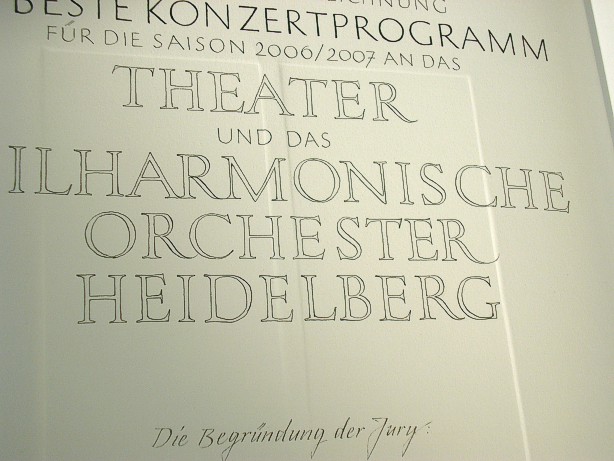 BESTE KONZERTPROGRAMM
FÜR DIE SAISON 2006/2007 AN DAS
THEATER
UND DAS
ILHARMONISCHE
ORCHESTER
HEIDELBERG
Die Begründung der Jury: